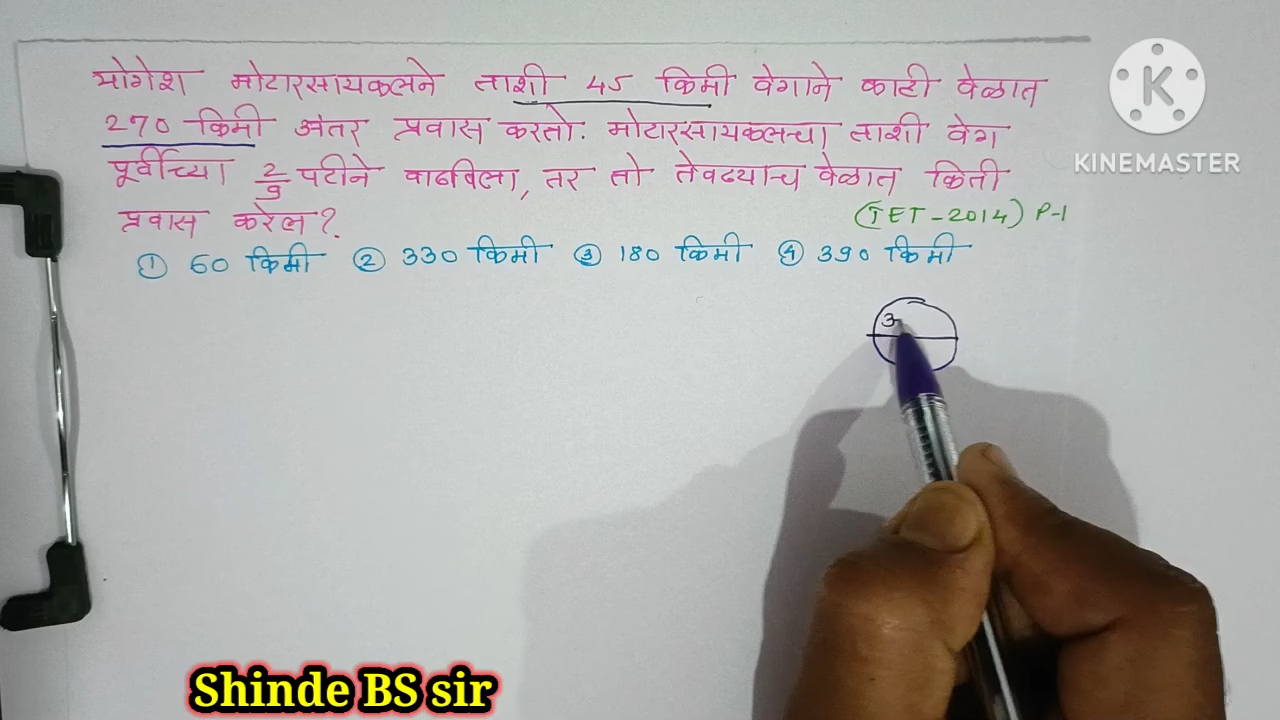 योगेश मोटारसायकलने ताशी 45 किमी वेगाने काही वेळात
270 किमी अंतर प्रवास करतो. मोटारसायकलचा ताशी वेग
पूर्वीच्या 2/9 पटीने वाढविला, तर तो तेवढ्याच वेळात किती
प्रवास करेल?
(TET-2014) P-1
① 60 किमी ② 330 किमी ③ 180 किमी ④ 390 किमी
अं
K
KINEMASTER
Shinde BS sir